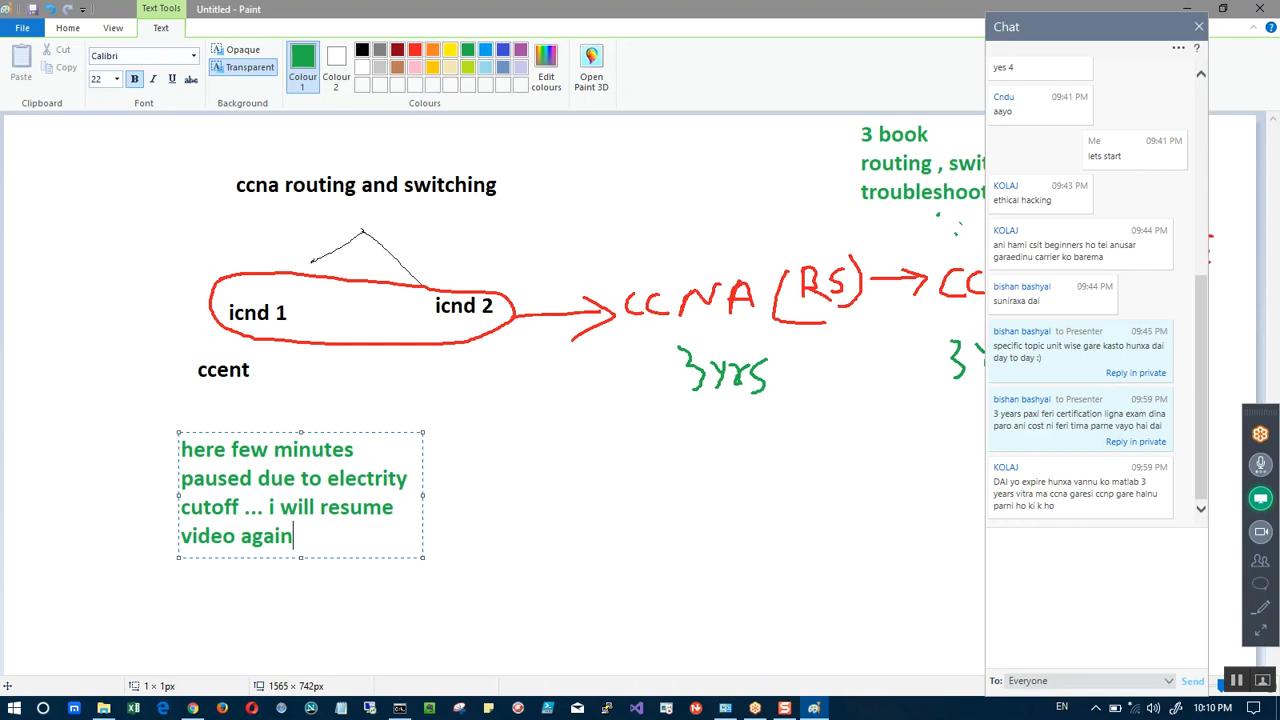 Text Tools
Untitled - Paint
File
Home
View
Text
Paste
Cut
Copy
Clipboard
Calibri
22
B
I
U
abc
Font
Opaque
Transparent
Background
Colour
1
Colour
2
Edit
colours
Open
Paint 3D
Colours
ccna routing and switching
icnd 1
icnd 2
ccent
CCNA (RS)
3 yrs
3 book
routing , swit
troubleshoot
CC
3 Y
here few minutes
paused due to electrity
cutoff ... i will resume
video again
Chat
yes 4
Cndu 09:41 PM
aayo
Me 09:41 PM
lets start
KOLAJ 09:43 PM
ethical hacking
KOLAJ 09:44 PM
ani hami csit beginners ho tei anusar
garaedinu carrier ko barema
bishan bashyal 09:44 PM
suniraxa dai
bishan bashyal to Presenter 09:45 PM
specific topic unit wise gare kasto hunxa dai
day to day :)
Reply in private
bishan bashyal to Presenter 09:59 PM
3 years paxi feri certification ligna exam dina
paro ani cost ni feri tirna parne vayo hai dai
Reply in private
KOLAJ 09:59 PM
DAI yo expire hunxa vannu ko matlab 3
years vitra ma ccna garesi ccnp gare halnu
parni ho ki k ho
To: Everyone Send
1 × 1px
1565 × 742px
EN
10:10 PM